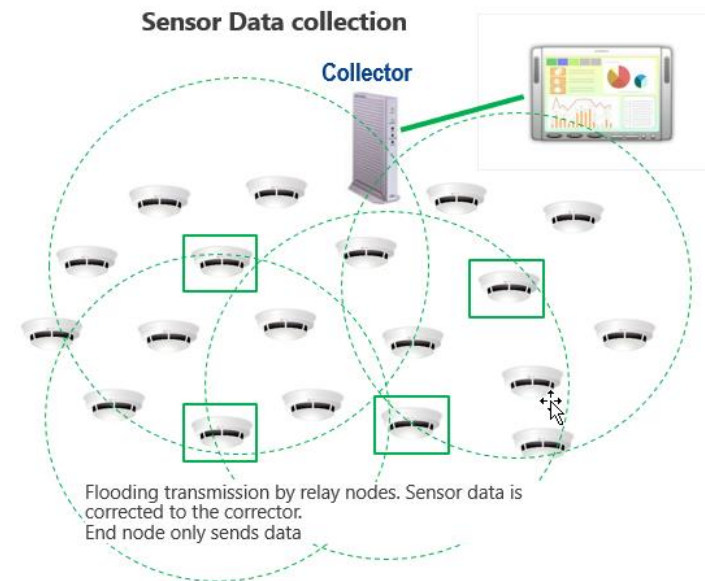 Sensor Data collection
Collector
Flooding transmission by relay nodes. Sensor data is
corrected to the corrector.
End node only sends data